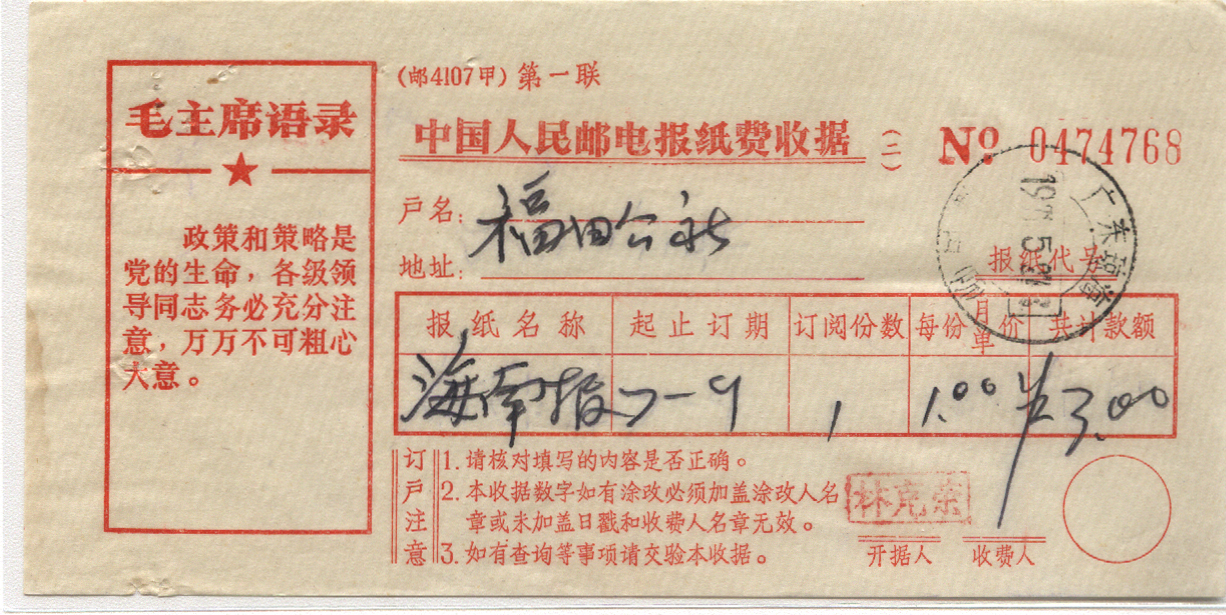 毛主席语录
政策和策略是
党的生命，各级领
导同志务必充分注
意，万万不可粗心
大意。
(邮4107甲) 第一联
中国人民邮电报纸费收据 (二)
№ 0474768
户名: 福田公社
地址:
报纸代号
广东琼海
报纸名称 起止订期 订阅份数 每份月单价 共计款额
海南报 7-9 1 1.00 3.00
订户注意
1. 请核对填写的内容是否正确。
2. 本收据数字如有涂改必须加盖涂改人名
章或未加盖日戳和收费人名章无效。
3. 如有查询等事项请交验本收据。
林克荣
开据人 收费人